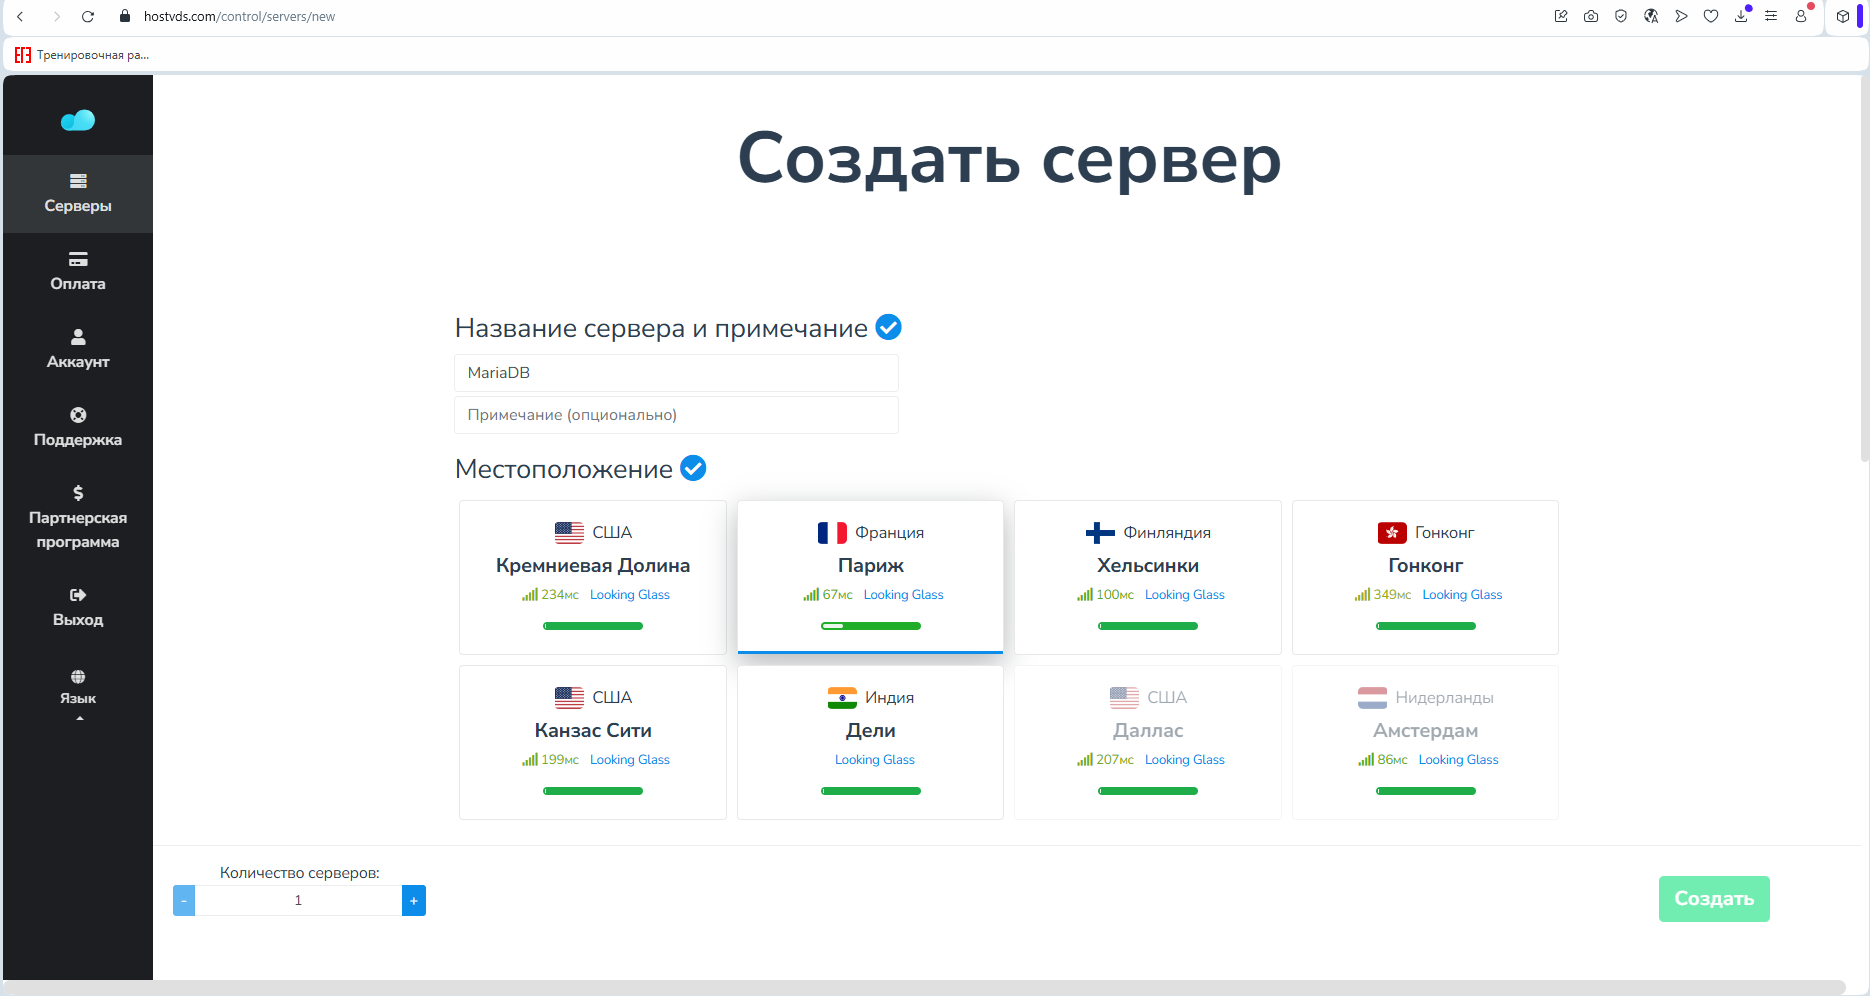 hostvds.com/control/servers/new
Тренировочная ра...
Создать сервер
Серверы
Оплата
Аккаунт
Поддержка
Партнерская
программа
Выход
Язык
Название сервера и примечание
MariaDB
Примечание (опционально)
Местоположение
США
Кремниевая Долина
234мс Looking Glass
Франция
Париж
67мс Looking Glass
Финляндия
Хельсинки
100мс Looking Glass
Гонконг
Гонконг
349мс Looking Glass
США
Канзас Сити
199мс Looking Glass
Индия
Дели
Looking Glass
США
Даллас
207мс Looking Glass
Нидерланды
Амстердам
86мс Looking Glass
Количество серверов:
- 1 +
Создать